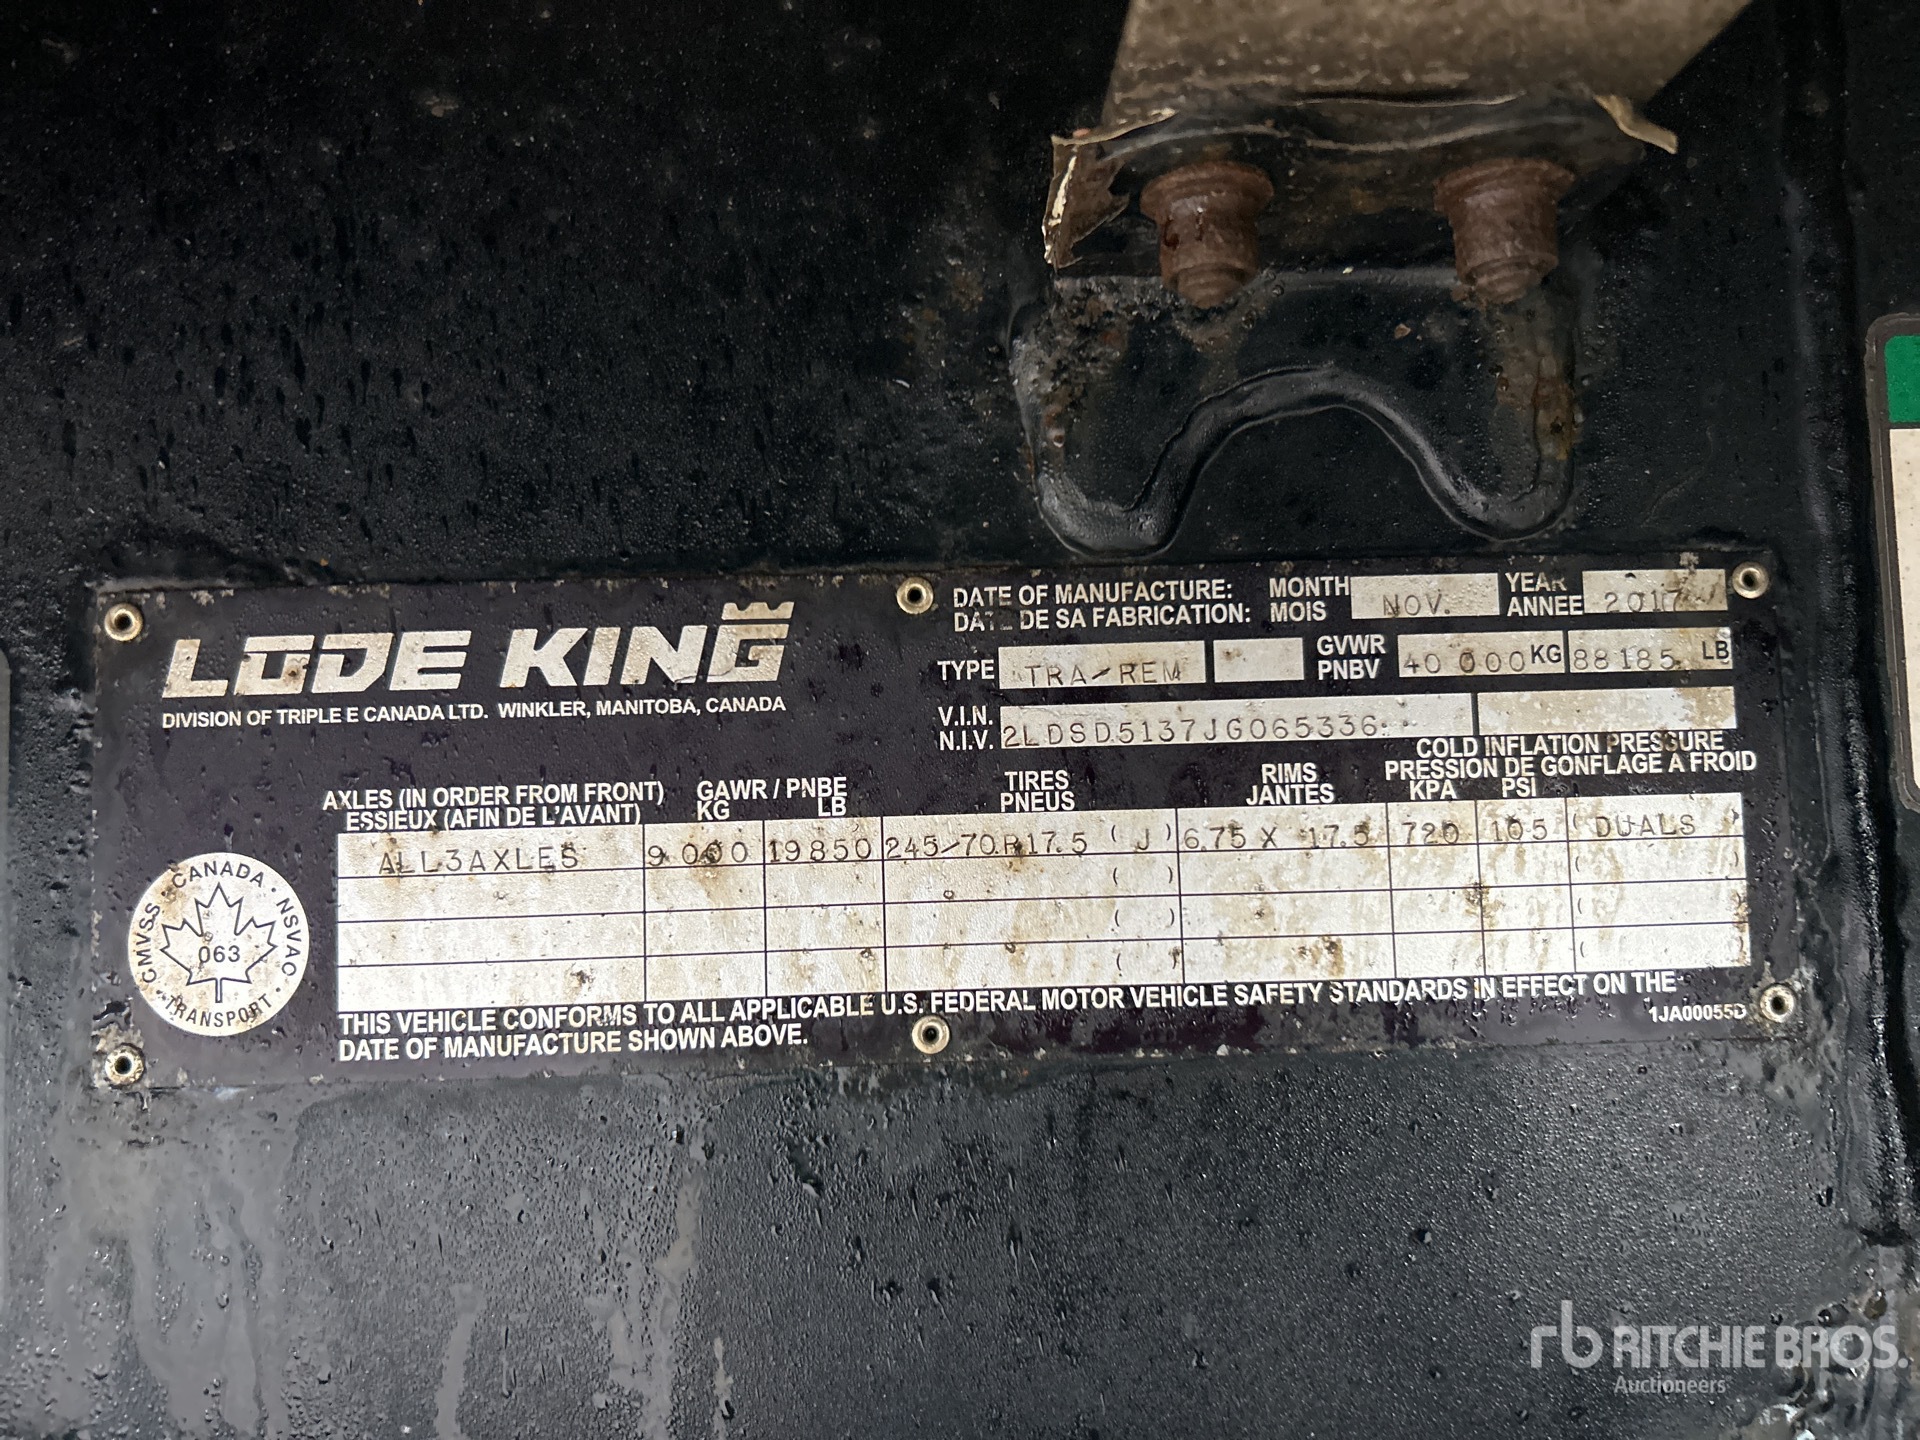 LODE KING
DIVISION OF TRIPLE E CANADA LTD. WINKLER, MANITOBA, CANADA
DATE OF MANUFACTURE: MONTH NOV. YEAR 2017
DATE DE SA FABRICATION: MOIS ANNEE
TYPE TRA/REM GVWR PNBV 40 000 KG 88185 LB
V.I.N. N.I.V. 2LDSD5137JG065336
COLD INFLATION PRESSURE
PRESSION DE GONFLAGE A FROID
AXLES (IN ORDER FROM FRONT) GAWR / PNBE TIRES RIMS
ESSIEUX (AFIN DE L'AVANT) KG LB PNEUS JANTES KPA PSI
ALL3AXLES 9 000 19850 245/70R17.5 ( J ) 6.75 X 17.5 720 105 ( DUALS )
( ) (
( ) (
( ) (
CMVSS · CANADA · NSVAC · TRANSPORT ·
063
THIS VEHICLE CONFORMS TO ALL APPLICABLE U.S. FEDERAL MOTOR VEHICLE SAFETY STANDARDS IN EFFECT ON THE
DATE OF MANUFACTURE SHOWN ABOVE.
1JA00055D
rb RITCHIE BROS.
Auctioneers